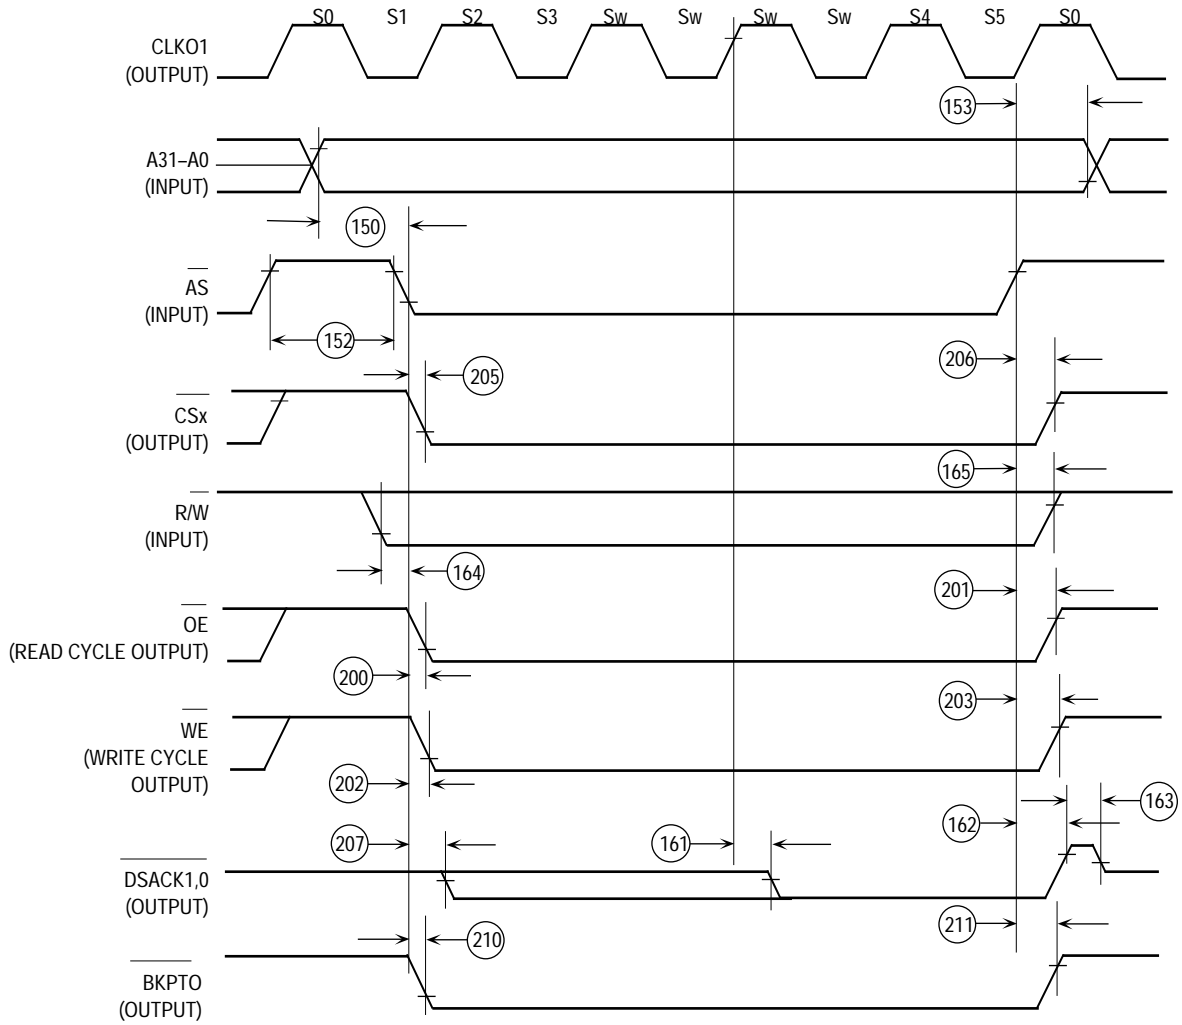 S0 S1 S2 S3 Sw Sw Sw Sw S4 S5 S0
CLKO1
(OUTPUT)
153
A31–A0
(INPUT)
150
AS
(INPUT)
152
206
205
CSx
(OUTPUT)
165
R/W
(INPUT)
164
201
OE
(READ CYCLE OUTPUT)
200
203
WE
(WRITE CYCLE
OUTPUT)
202
163
162
207
161
DSACK1,0
(OUTPUT)
211
210
BKPTO
(OUTPUT)